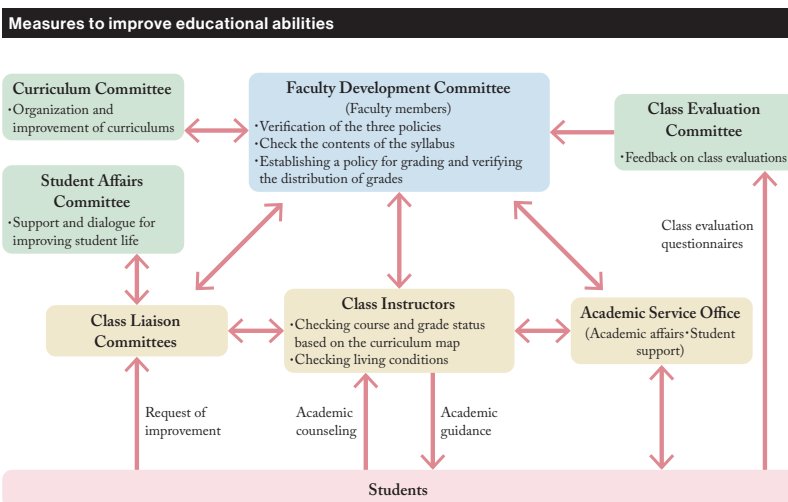 Measures to improve educational abilities
Curriculum Committee
・Organization and
improvement of curriculums
Faculty Development Committee
(Faculty members)
・Verification of the three policies
・Check the contents of the syllabus
・Establishing a policy for grading and verifying
the distribution of grades
Class Evaluation
Committee
・Feedback on class evaluations
Student Affairs
Committee
・Support and dialogue for
improving student life
Class evaluation
questionnaires
Class Liaison
Committees
Class Instructors
・Checking course and grade status
based on the curriculum map
・Checking living conditions
Academic Service Office
(Academic affairs・Student
support)
Request of
improvement
Academic
counseling
Academic
guidance
Students